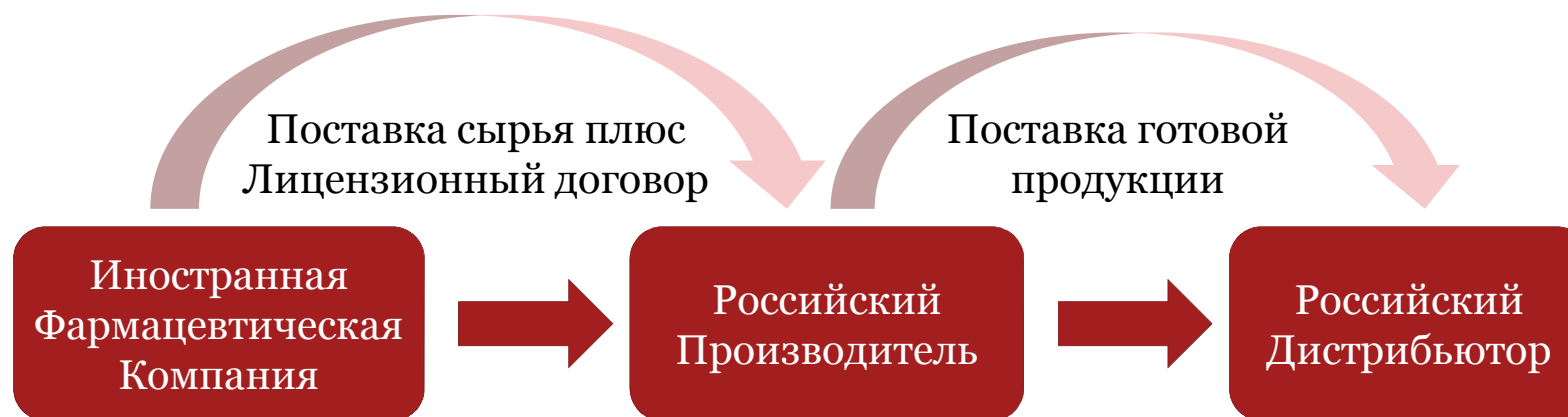 Поставка сырья плюс
Лицензионный договор
Поставка готовой
продукции
Иностранная
Фармацевтическая
Компания
Российский
Производитель
Российский
Дистрибьютор